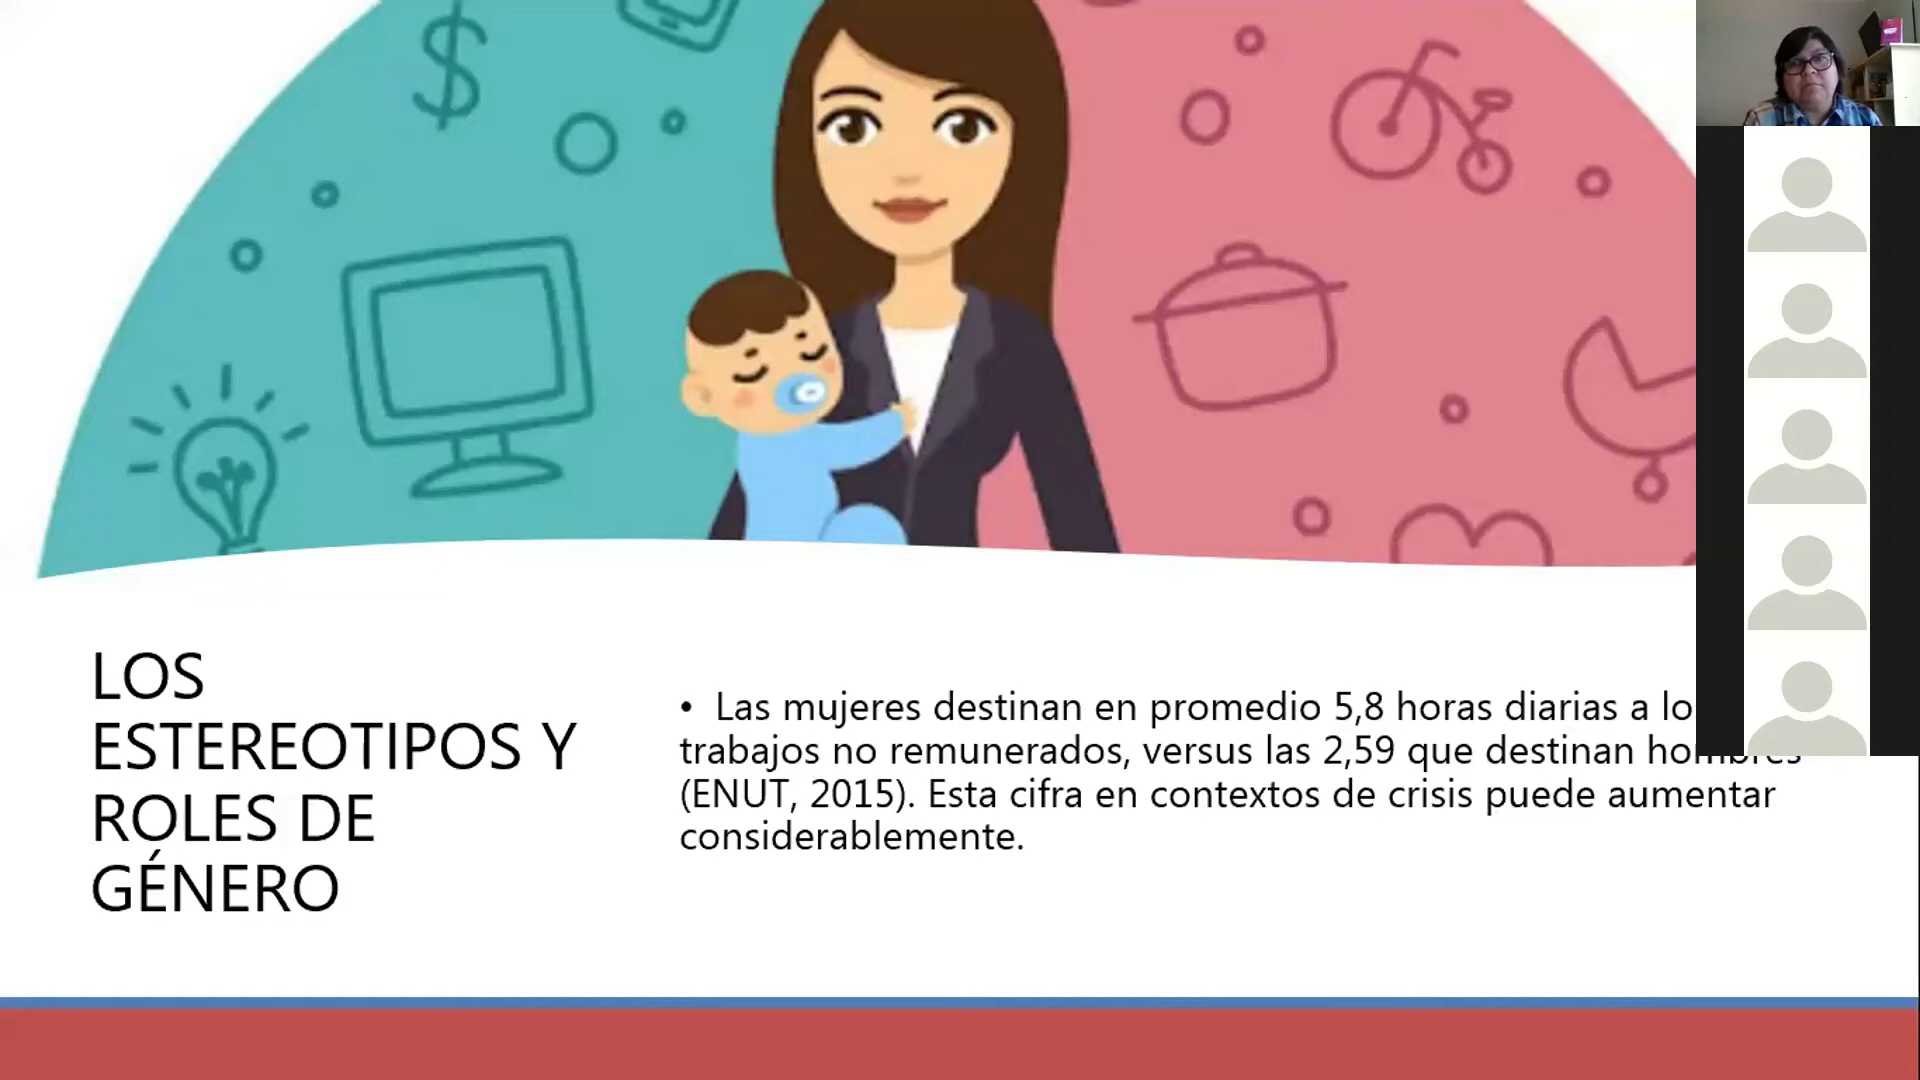 LOS
ESTEREOTIPOS Y
ROLES DE
GÉNERO
• Las mujeres destinan en promedio 5,8 horas diarias a lo
trabajos no remunerados, versus las 2,59 que destinan hombres
(ENUT, 2015). Esta cifra en contextos de crisis puede aumentar
considerablemente.